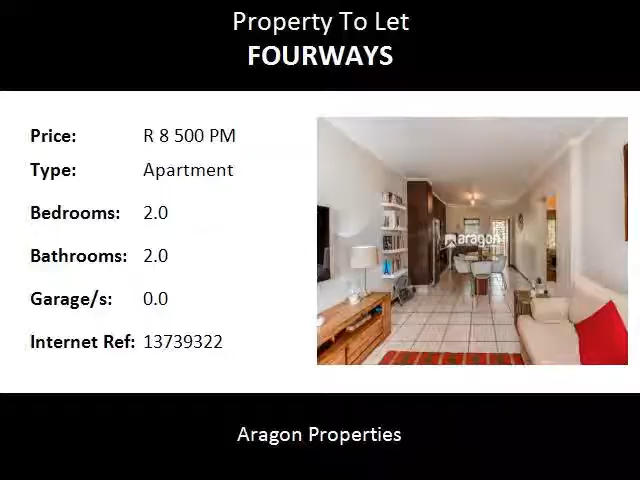 Property To Let
FOURWAYS
Price: R 8 500 PM
Type: Apartment
Bedrooms: 2.0
Bathrooms: 2.0
Garage/s: 0.0
Internet Ref: 13739322
aragon
Aragon Properties